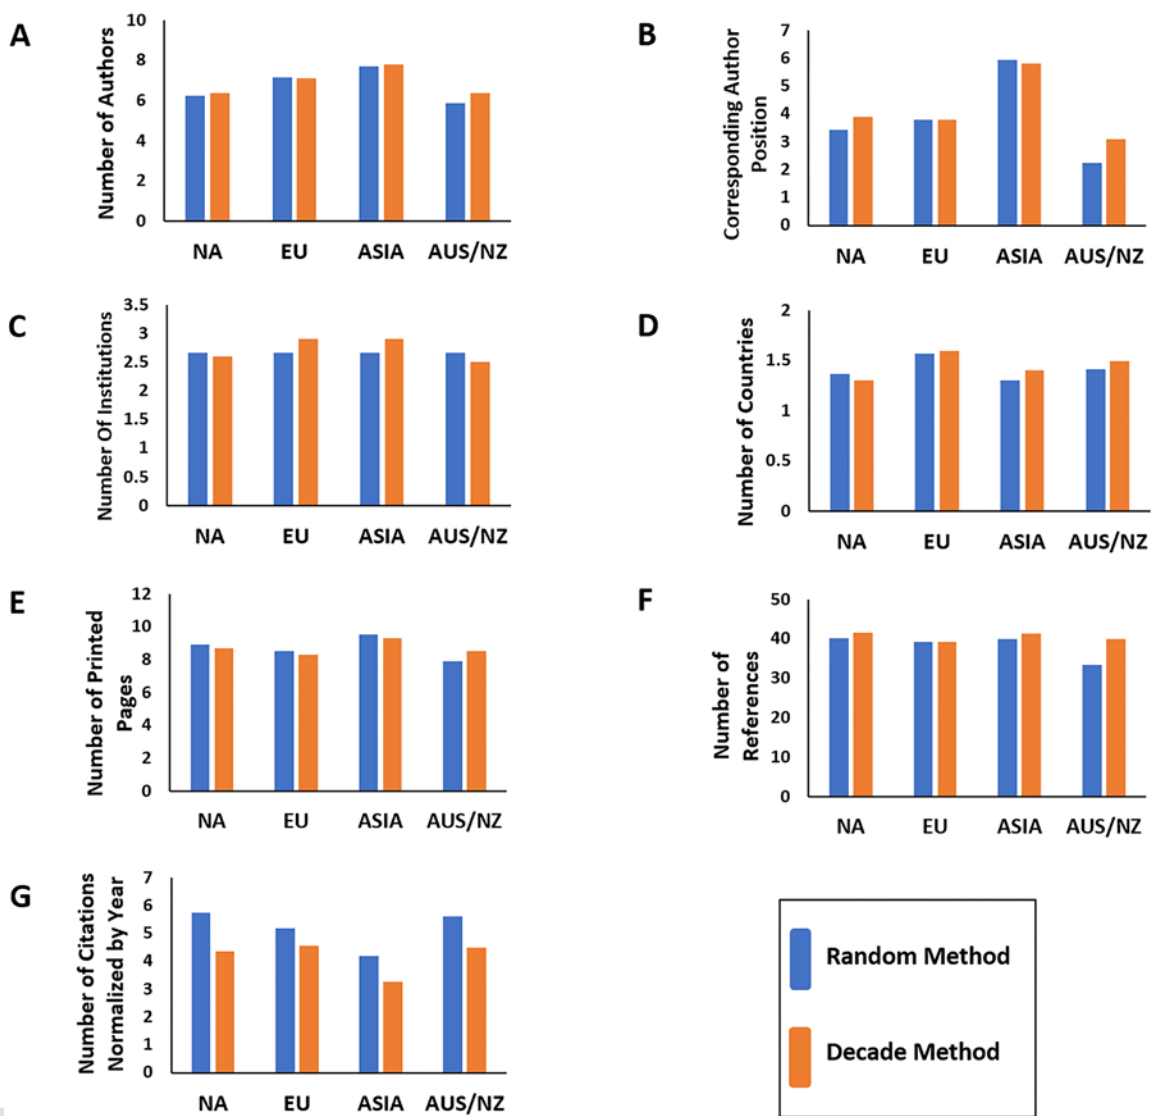 A
Number of Authors
10
8
6
4
2
0
NA EU ASIA AUS/NZ
B
Corresponding Author
Position
7
6
5
4
3
2
1
0
NA EU ASIA AUS/NZ
C
Number Of Institutions
3.5
3
2.5
2
1.5
1
0.5
0
NA EU ASIA AUS/NZ
D
Number of Countries
2
1.5
1
0.5
0
NA EU ASIA AUS/NZ
E
Number of Printed
Pages
12
10
8
6
4
2
0
NA EU ASIA AUS/NZ
F
Number of
References
50
40
30
20
10
0
NA EU ASIA AUS/NZ
G
Number of Citations
Normalized by Year
7
6
5
4
3
2
1
0
NA EU ASIA AUS/NZ
Random Method
Decade Method